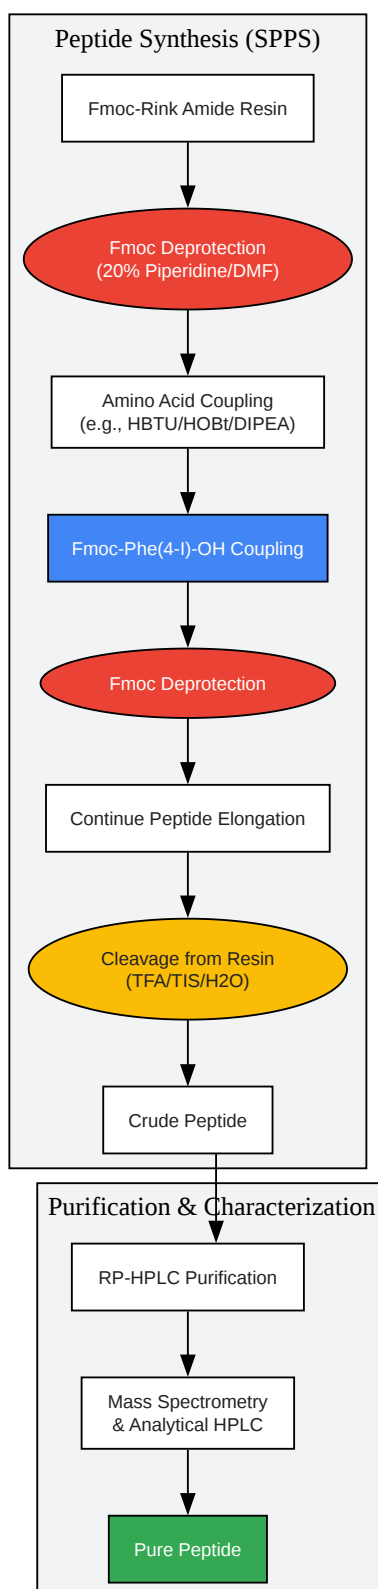 Peptide Synthesis (SPPS)
Fmoc-Rink Amide Resin
Fmoc Deprotection
(20% Piperidine/DMF)
Amino Acid Coupling
(e.g., HBTU/HOBt/DIPEA)
Fmoc-Phe(4-I)-OH Coupling
Fmoc Deprotection
Continue Peptide Elongation
Cleavage from Resin
(TFA/TIS/H2O)
Crude Peptide
Purification & Characterization
RP-HPLC Purification
Mass Spectrometry
& Analytical HPLC
Pure Peptide